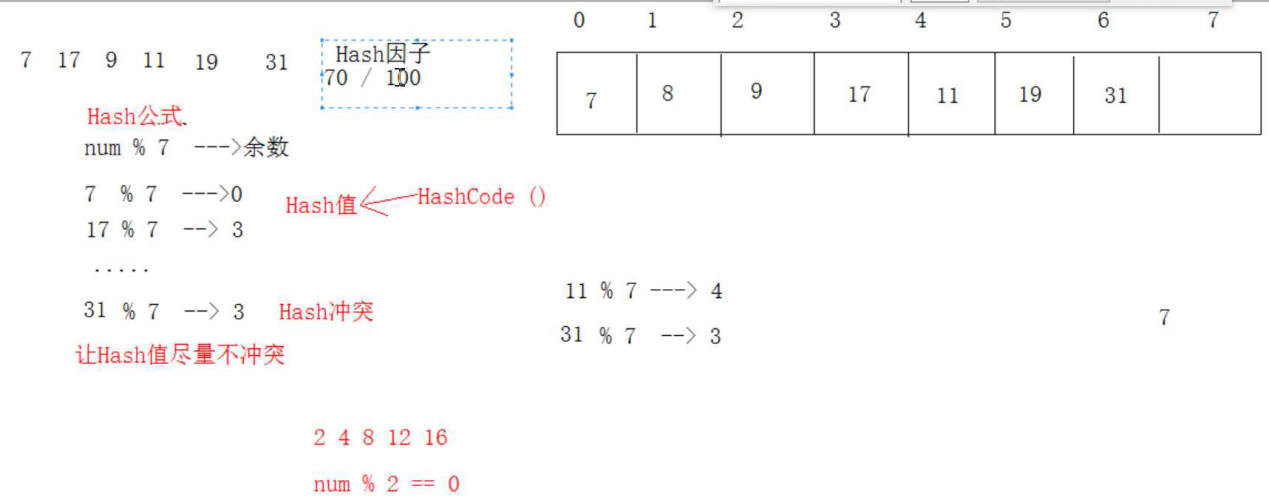 0 1 2 3 4 5 6 7
7 17 9 11 19 31
Hash因子
70 / 100
7 8 9 17 11 19 31
Hash公式.
num % 7 --->余数
7 % 7 --->0
Hash值
HashCode ()
17 % 7 --> 3
.....
31 % 7 --> 3
Hash冲突
让Hash值尽量不冲突
11 % 7 ---> 4
31 % 7 --> 3
7
2 4 8 12 16
num % 2 == 0